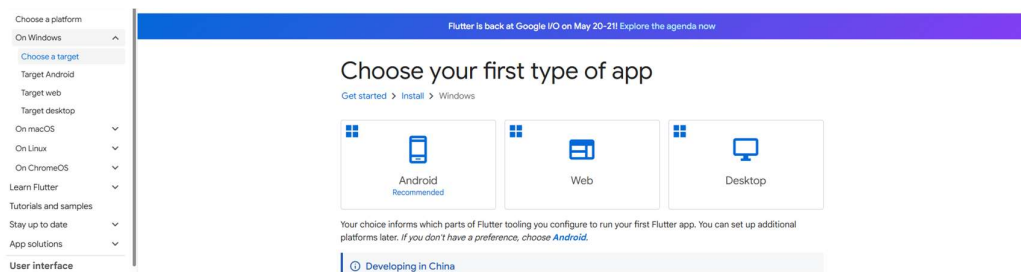 Choose a platform
On Windows
Choose a target
Target Android
Target web
Target desktop
On macOS
On Linux
On ChromeOS
Learn Flutter
Tutorials and samples
Stay up to date
App solutions
User interface
Flutter is back at Google I/O on May 20-21! Explore the agenda now
Choose your first type of app
Get started > Install > Windows
Android
Recommended
Web
Desktop
Your choice informs which parts of Flutter tooling you configure to run your first Flutter app. You can set up additional
platforms later. If you don't have a preference, choose Android.
Developing in China